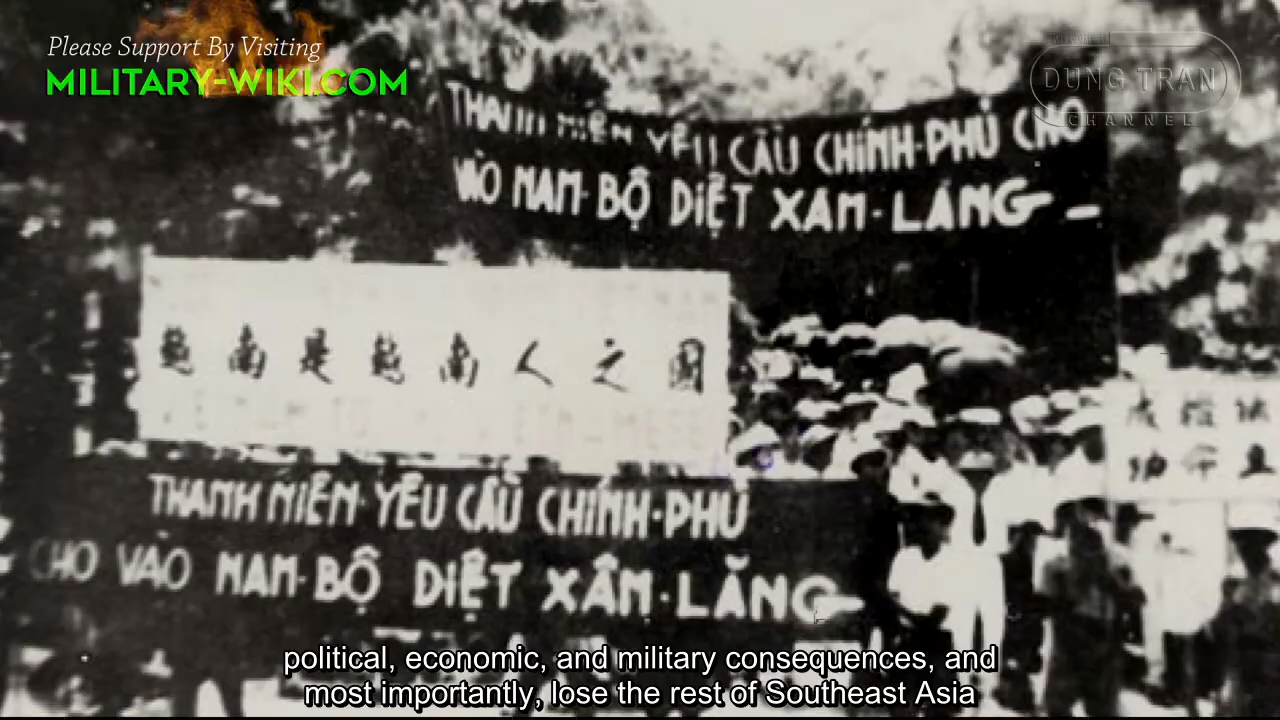 Please Support By Visiting
MILITARY-WIKI.COM
DUNG TRAN
CHANNEL
THANH NIÊN YÊU CẦU CHÍNH-PHỦ CHO
VÀO NAM-BỘ DIỆT XÂM-LĂNG
越南是越南人之國
THANH NIÊN YÊU CẦU CHÍNH-PHỦ
CHO VÀO NAM-BỘ DIỆT XÂM-LĂNG
political, economic, and military consequences, and
most importantly, lose the rest of Southeast Asia